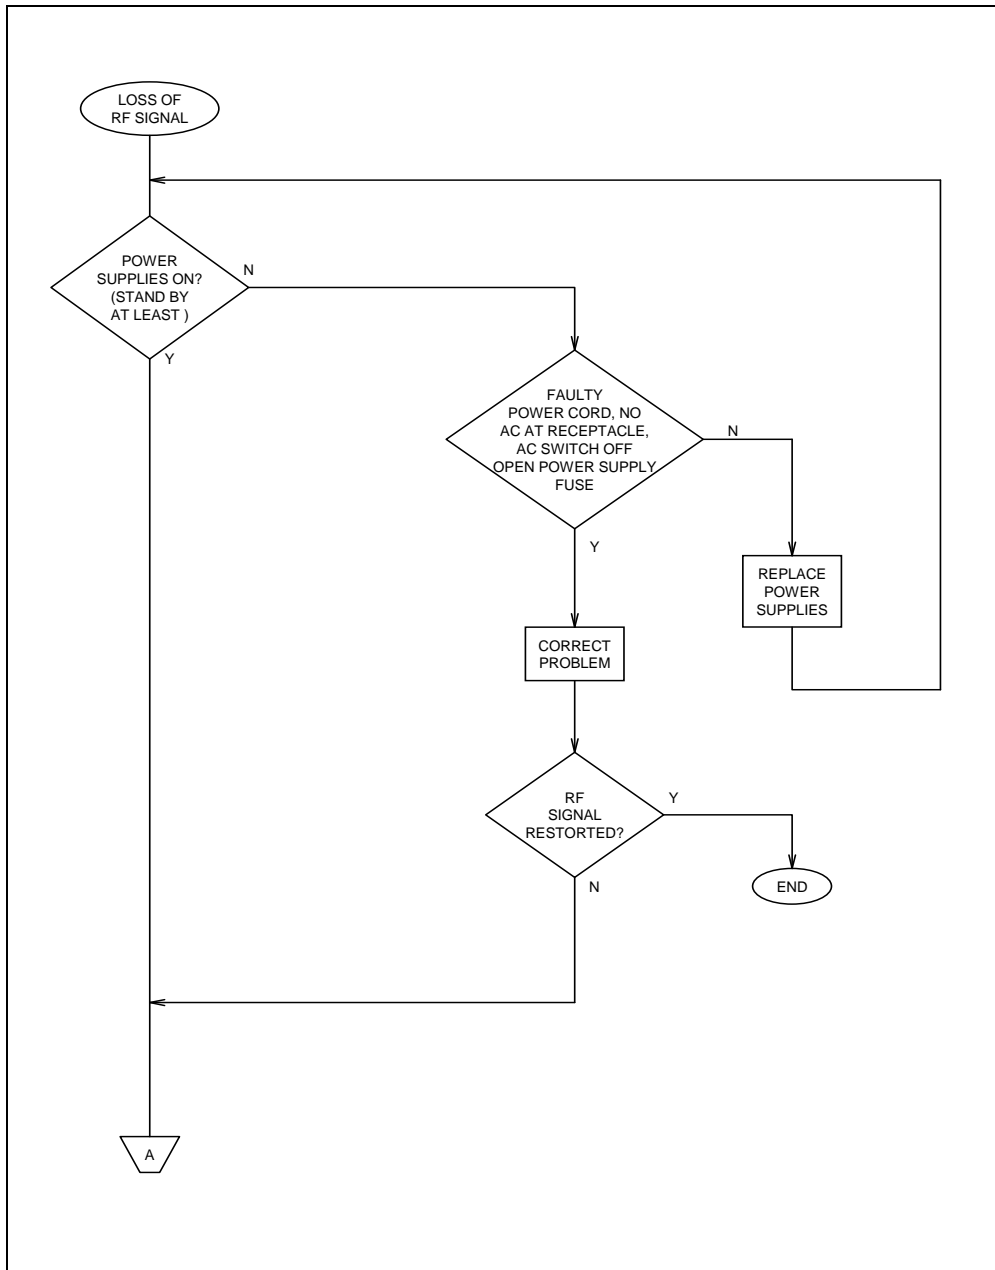 LOSS OF
RF SIGNAL
POWER
SUPPLIES ON?
(STAND BY
AT LEAST )
N
Y
FAULTY
POWER CORD, NO
AC AT RECEPTACLE,
AC SWITCH OFF
OPEN POWER SUPPLY
FUSE
N
Y
REPLACE
POWER
SUPPLIES
CORRECT
PROBLEM
RF
SIGNAL
RESTORTED?
Y
N
END
A